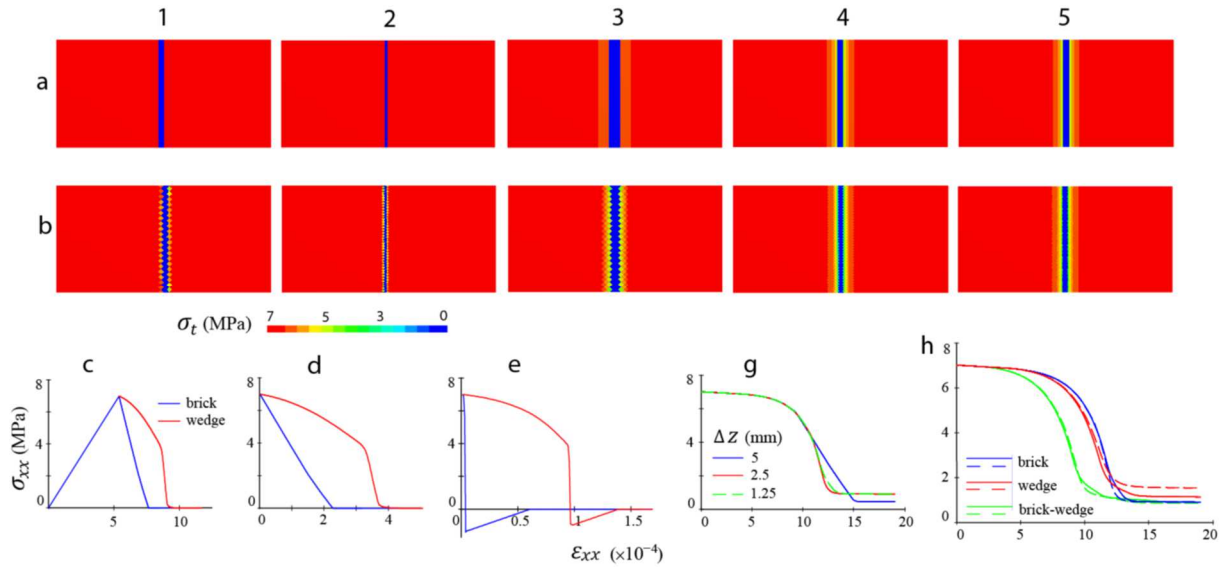 1 2 3 4 5
a
b
σt (MPa) 7 5 3 0
c d e g h
8 4 0
σxx (MPa)
brick
wedge
0 5 10
8 4 0
0 2 4
8 4 0
0.5 1.0 1.5
εxx (×10⁻⁴)
8 4 0
Δz (mm)
5
2.5
1.25
0 5 10 15 20
8 6 4 2 0
brick
wedge
brick-wedge
0 5 10 15 20